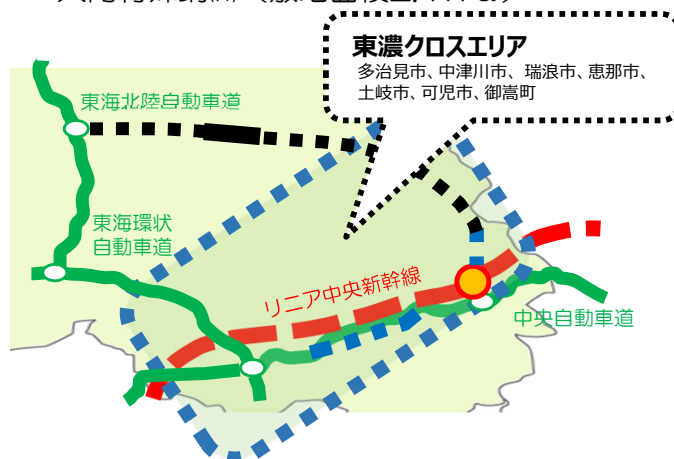 東濃クロスエリア
多治見市、中津川市、瑞浪市、恵那市、
土岐市、可児市、御嵩町
東海北陸自動車道
東海環状
自動車道
リニア中央新幹線
中央自動車道